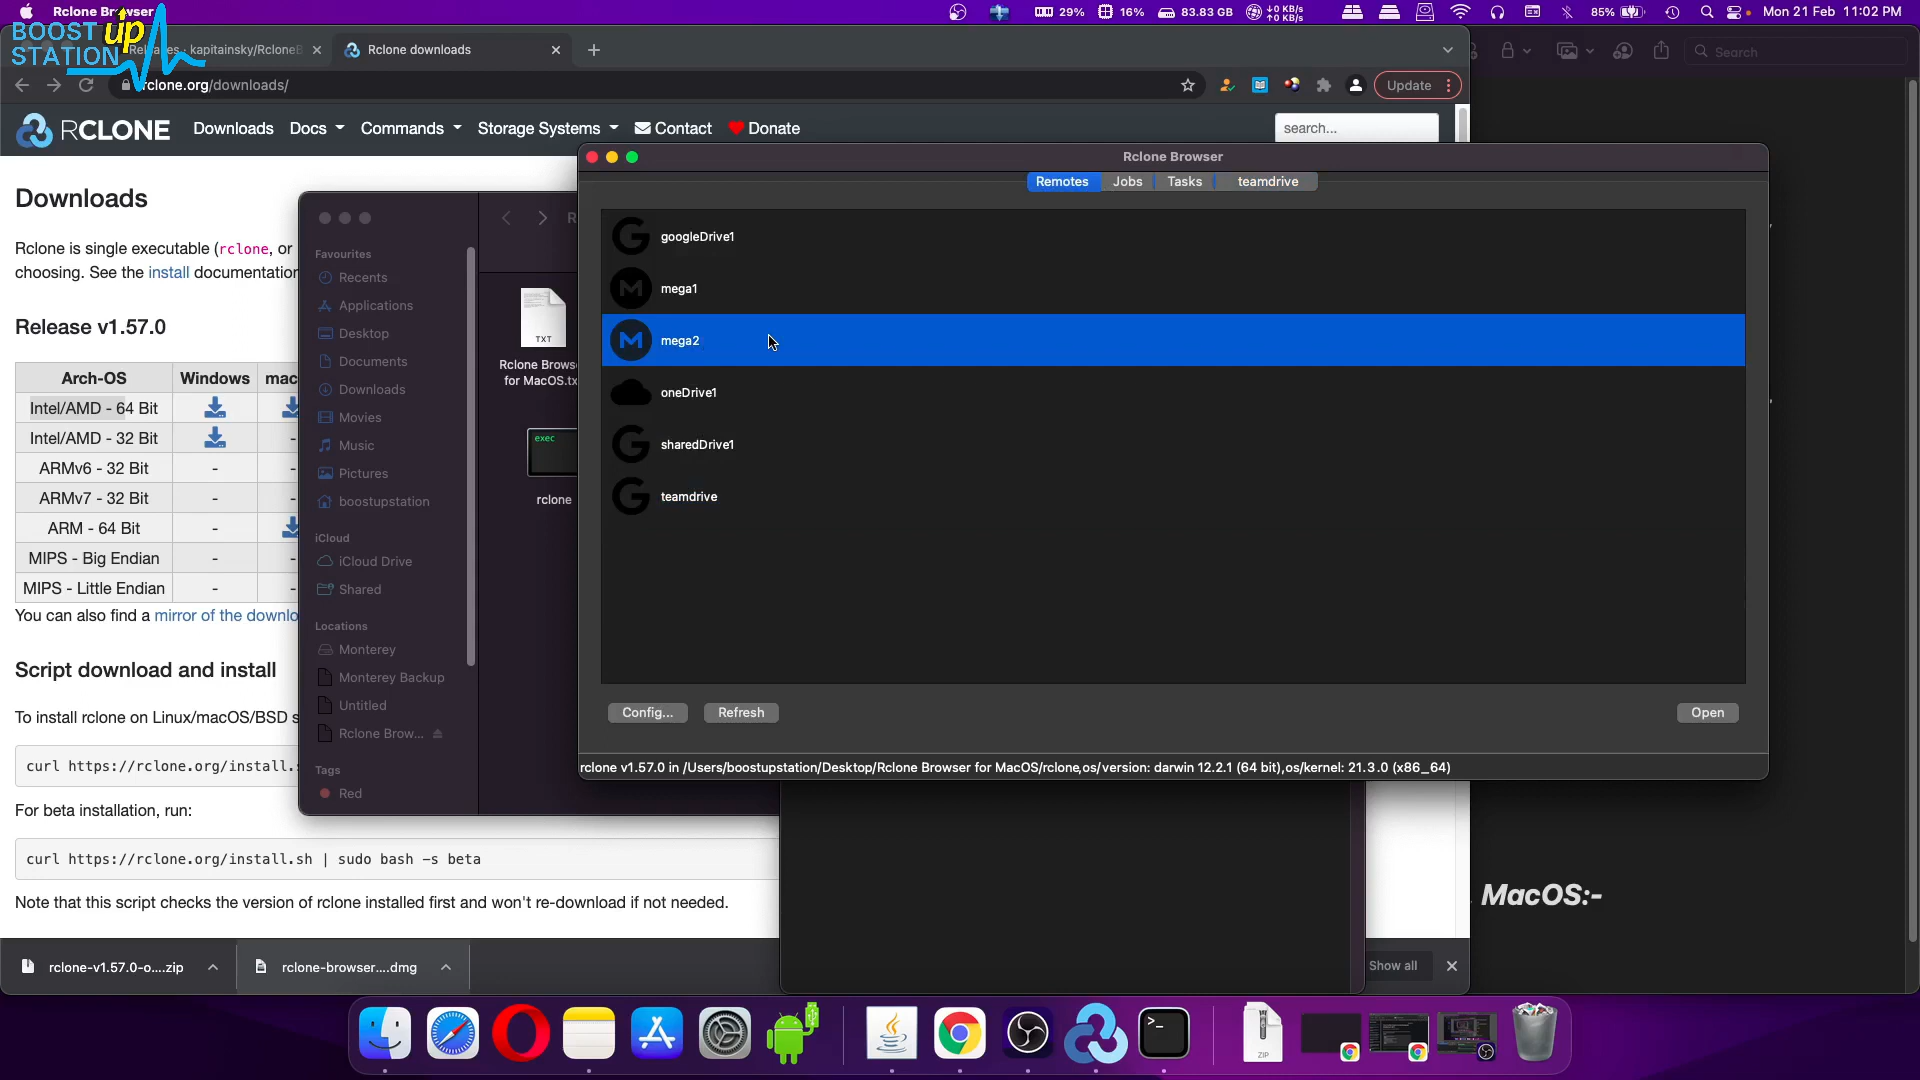 Rclone Browser
29%
16%
83.83 GB
0 KB/s
0 KB/s
85%
Mon 21 Feb 11:02 PM
BOOST up
STATION
Releases · kapitainsky/RcloneB
Rclone downloads
rclone.org/downloads/
Update
Search
RCLONE
Downloads
Docs
Commands
Storage Systems
Contact
Donate
search...
Downloads
Rclone is single executable (rclone, or
choosing. See the install documentation
Release v1.57.0
Arch-OS Windows mac
Intel/AMD - 64 Bit
Intel/AMD - 32 Bit -
ARMv6 - 32 Bit - -
ARMv7 - 32 Bit - -
ARM - 64 Bit -
MIPS - Big Endian - -
MIPS - Little Endian - -
You can also find a mirror of the downlo
Script download and install
To install rclone on Linux/macOS/BSD s
curl https://rclone.org/install.s
For beta installation, run:
curl https://rclone.org/install.sh | sudo bash -s beta
Note that this script checks the version of rclone installed first and won't re-download if not needed.
rclone-v1.57.0-o....zip
rclone-browser....dmg
Show all
Favourites
Recents
Applications
Desktop
Documents
Downloads
Movies
Music
Pictures
boostupstation
iCloud
iCloud Drive
Shared
Locations
Monterey
Monterey Backup
Untitled
Rclone Brow...
Tags
Red
R
TXT
Rclone Brows
for MacOS.tx
exec
rclone
Rclone Browser
Remotes
Jobs
Tasks
teamdrive
googleDrive1
mega1
mega2
oneDrive1
sharedDrive1
teamdrive
Config...
Refresh
Open
rclone v1.57.0 in /Users/boostupstation/Desktop/Rclone Browser for MacOS/rclone,os/version: darwin 12.2.1 (64 bit),os/kernel: 21.3.0 (x86_64)
MacOS:-
ZIP